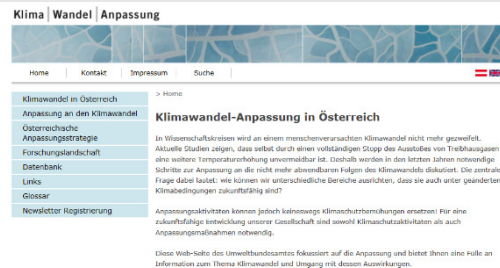 Klima | Wandel | Anpassung
Home Kontakt Impressum Suche
Klimawandel in Österreich
Anpassung an den Klimawandel
Österreichische
Anpassungsstrategie
Forschungslandschaft
Datenbank
Links
Glossar
Newsletter Registrierung
> Home
Klimawandel-Anpassung in Österreich
In Wissenschaftskreisen wird an einem menschenverursachten Klimawandel nicht mehr gezweifelt.
Aktuelle Studien zeigen, dass selbst durch einen vollständigen Stopp des Ausstoßes von Treibhausgasen
eine weitere Temperaturerhöhung unvermeidbar ist. Deshalb werden in den letzten Jahren notwendige
Schritte zur Anpassung an die nicht mehr abwendbaren Folgen des Klimawandels diskutiert. Die zentrale
Frage dabei lautet: wie können wir unterschiedliche Bereiche ausrichten, dass sie auch unter geänderten
Klimabedingungen zukunftsfähig sind?
Anpassungsaktivitäten können jedoch keineswegs Klimaschutzbemühungen ersetzen! Für eine
zukunftsfähige Entwicklung unserer Gesellschaft sind sowohl Klimaschutzaktivitäten als auch
Anpassungsmaßnahmen notwendig.
Diese Web-Seite des Umweltbundesamtes fokussiert auf die Anpassung und bietet Ihnen eine Fülle an
Information zum Thema Klimawandel und Umgang mit dessen Auswirkungen.